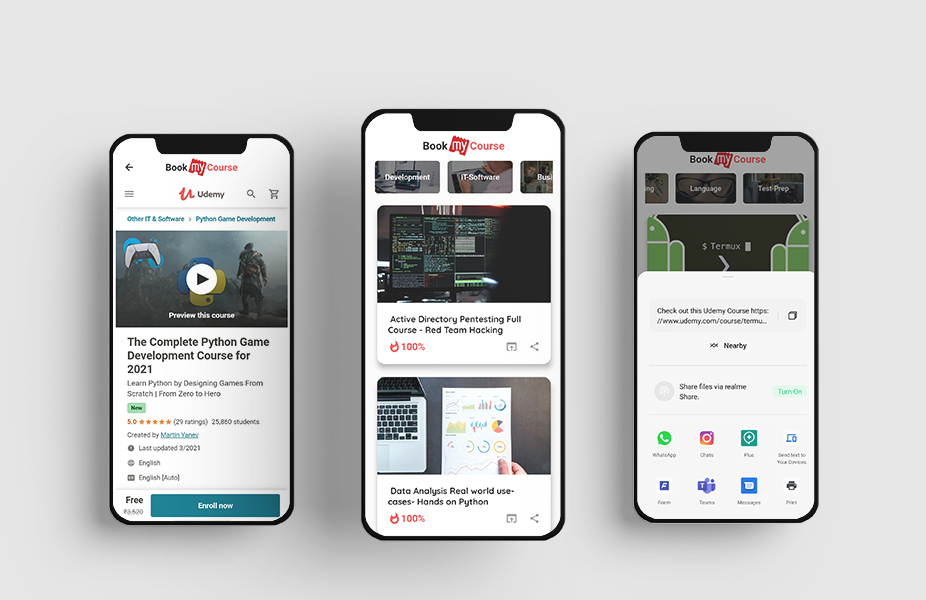 Book my Course
Udemy
Other IT & Software > Python Game Development
Preview this course
The Complete Python Game
Development Course for
2021
Learn Python by Designing Games From
Scratch | From Zero to Hero
New
5.0 ★★★★★ (29 ratings) 25,860 students
Created by Martin Yanev
Last updated 3/2021
English
English [Auto]
Free
₹3,520
Enroll now
Book my Course
Development
IT-Software
Busi
Active Directory Pentesting Full
Course - Red Team Hacking
100%
Data Analysis Real world use-
cases- Hands on Python
100%
Book my Course
ng
Language
Test-Prep
$ Termux
Check out this Udemy Course https:
//www.udemy.com/course/termu...
Nearby
Share files via realme
Share.
Turn On
WhatsApp
Chats
Plus
Send text to
Your Devices
Feem
Teams
Messages
Print